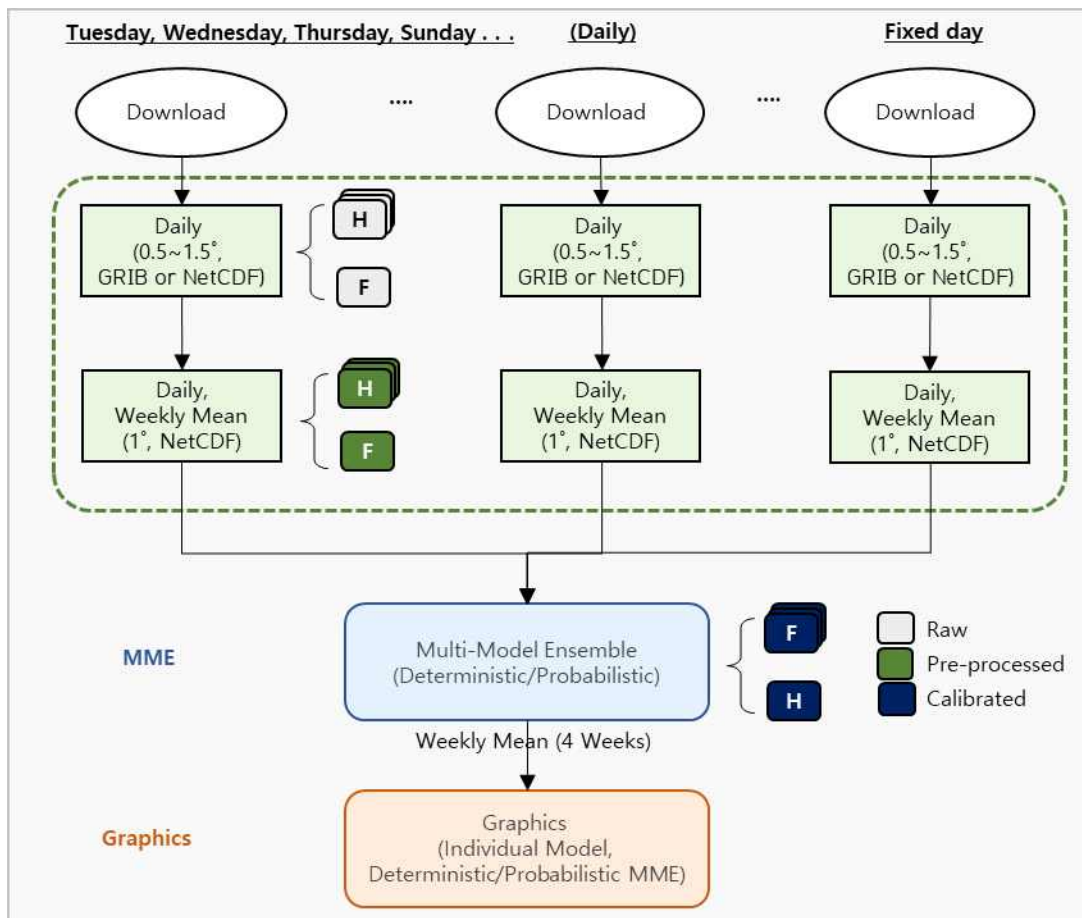 Tuesday, Wednesday, Thursday, Sunday . . .
(Daily)
Fixed day
Download
....
Download
....
Download
Daily
(0.5~1.5°,
GRIB or NetCDF)
H
F
Daily
(0.5~1.5°,
GRIB or NetCDF)
Daily
(0.5~1.5°,
GRIB or NetCDF)
Daily,
Weekly Mean
(1°, NetCDF)
H
F
Daily,
Weekly Mean
(1°, NetCDF)
Daily,
Weekly Mean
(1°, NetCDF)
MME
Multi-Model Ensemble
(Deterministic/Probabilistic)
F
H
Raw
Pre-processed
Calibrated
Weekly Mean (4 Weeks)
Graphics
Graphics
(Individual Model,
Deterministic/Probabilistic MME)